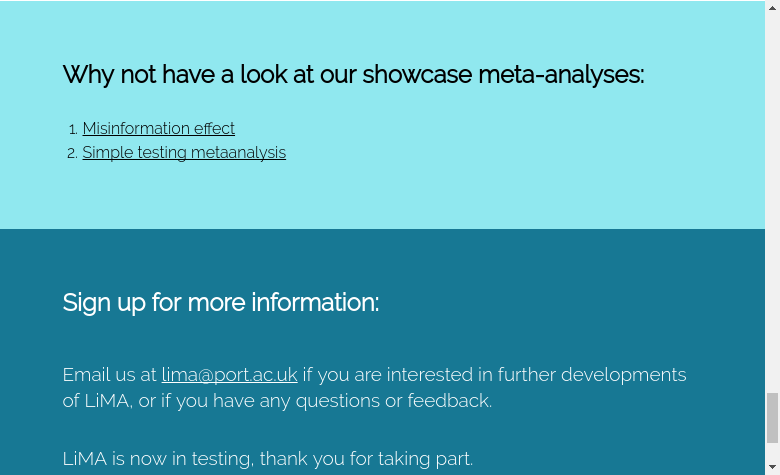 Why not have a look at our showcase meta-analyses:
1. Misinformation effect
2. Simple testing metaanalysis
Sign up for more information:
Email us at lima@port.ac.uk if you are interested in further developments
of LiMA, or if you have any questions or feedback.
LiMA is now in testing, thank you for taking part.